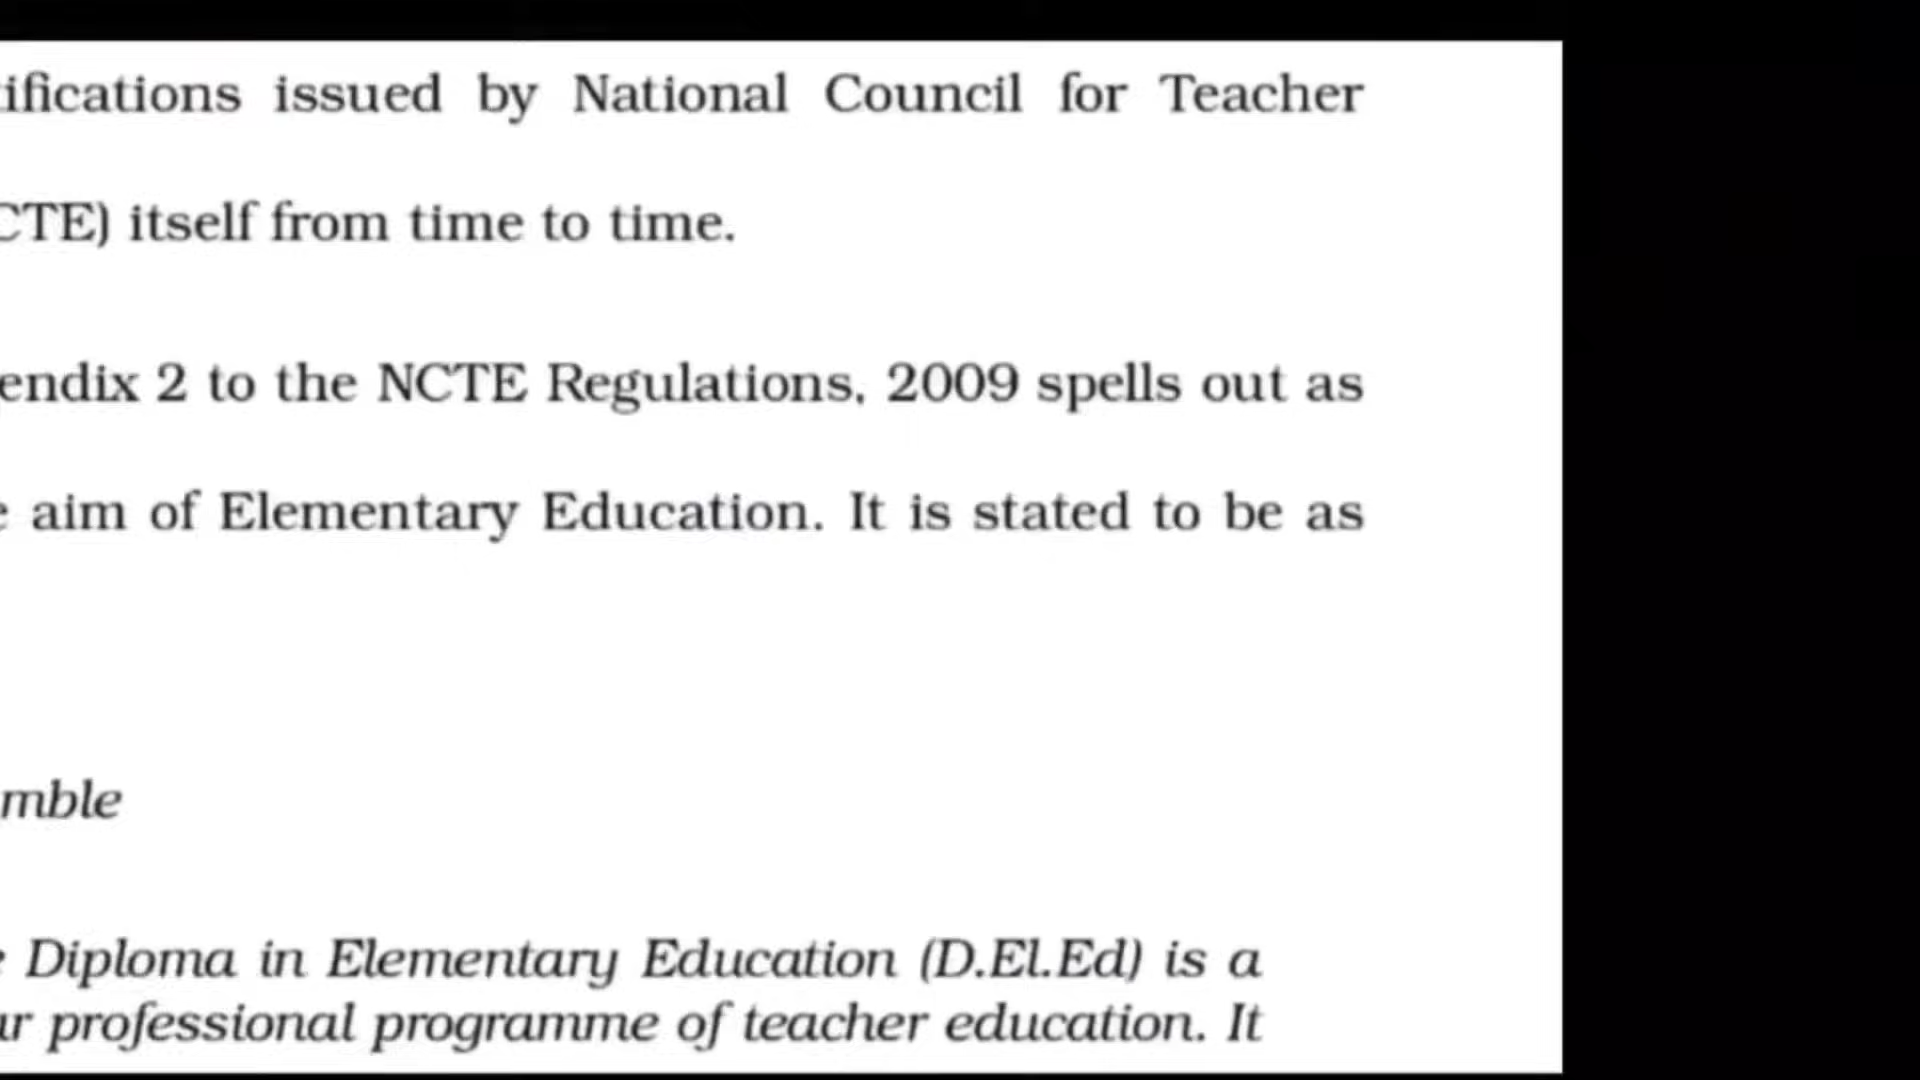 ifications issued by National Council for Teacher
CTE) itself from time to time.
endix 2 to the NCTE Regulations, 2009 spells out as
aim of Elementary Education. It is stated to be as
mble
Diploma in Elementary Education (D.El.Ed) is a
professional programme of teacher education. It